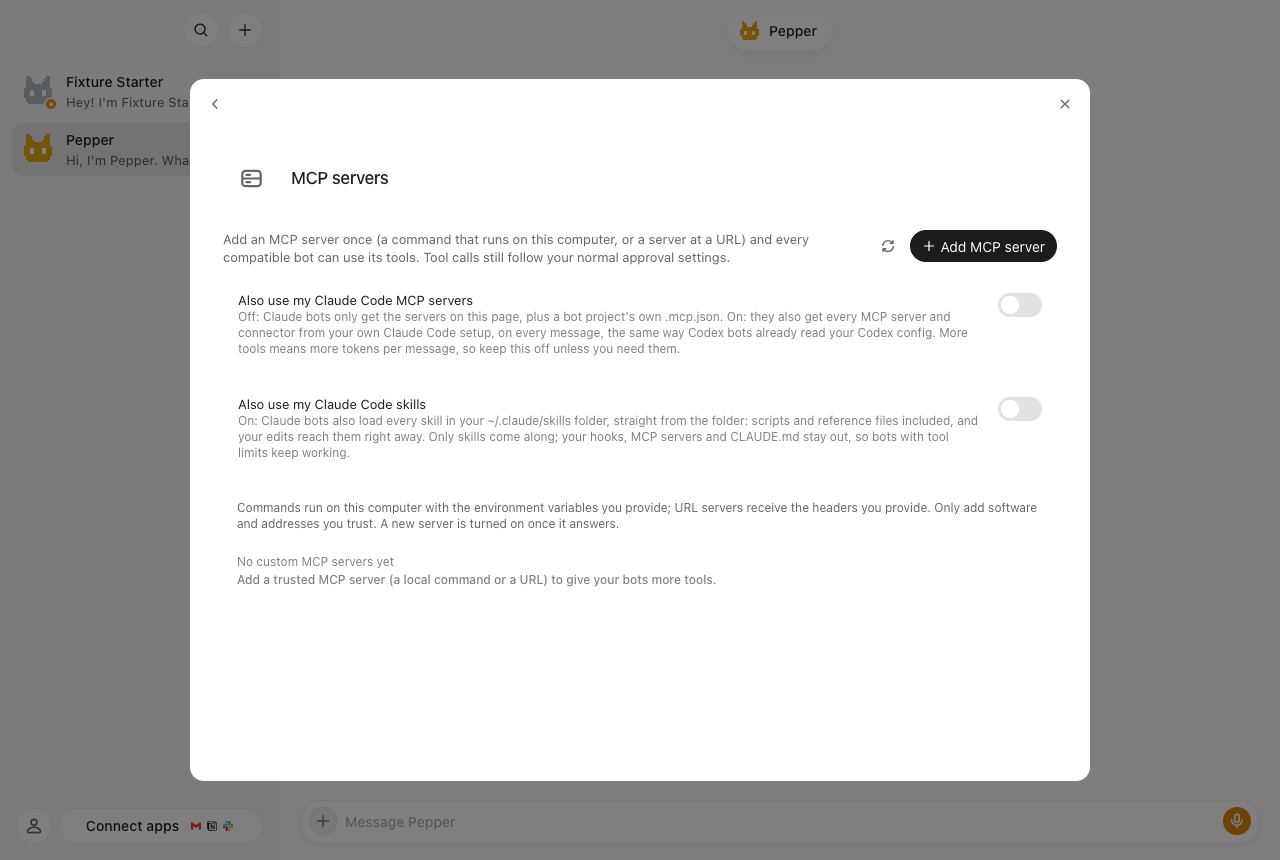 Pepper
Fixture Starter
Hey! I'm Fixture Sta
Pepper
Hi, I'm Pepper. Wha
MCP servers
Add an MCP server once (a command that runs on this computer, or a server at a URL) and every
compatible bot can use its tools. Tool calls still follow your normal approval settings.
Add MCP server
Also use my Claude Code MCP servers
Off: Claude bots only get the servers on this page, plus a bot project's own .mcp.json. On: they also get every MCP server and
connector from your own Claude Code setup, on every message, the same way Codex bots already read your Codex config. More
tools means more tokens per message, so keep this off unless you need them.
Also use my Claude Code skills
On: Claude bots also load every skill in your ~/.claude/skills folder, straight from the folder: scripts and reference files included, and
your edits reach them right away. Only skills come along; your hooks, MCP servers and CLAUDE.md stay out, so bots with tool
limits keep working.
Commands run on this computer with the environment variables you provide; URL servers receive the headers you provide. Only add software
and addresses you trust. A new server is turned on once it answers.
No custom MCP servers yet
Add a trusted MCP server (a local command or a URL) to give your bots more tools.
Connect apps
Message Pepper